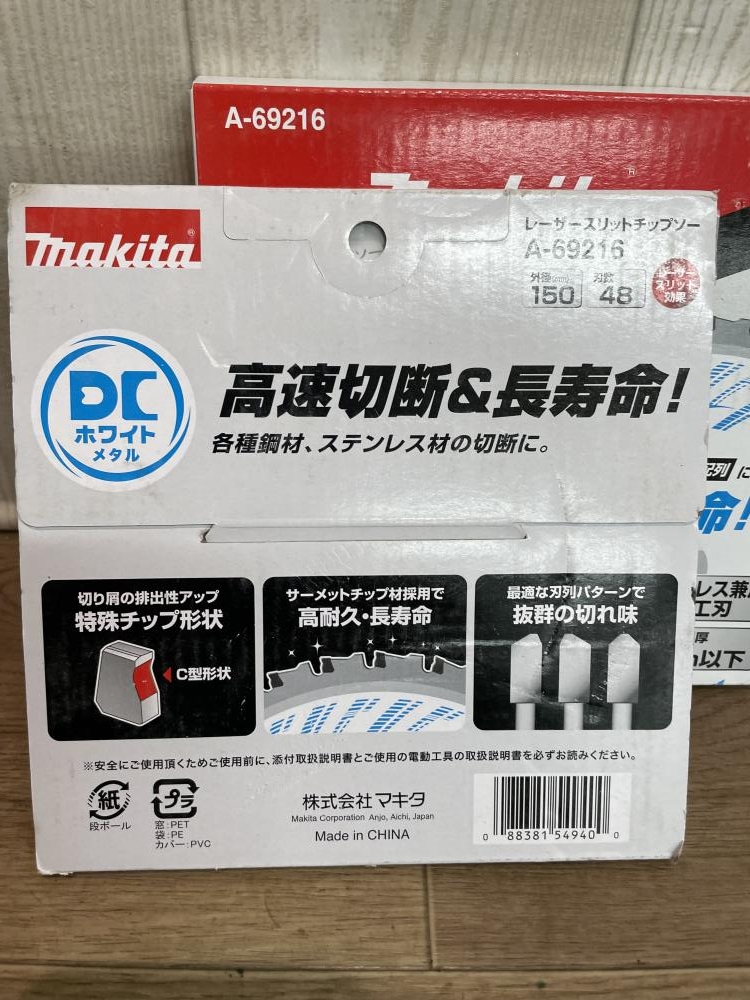 A-69216
makita
レーザースリットチップソー
A-69216
外径(mm) 150
刃数 48
レーザースリット効果
DC
ホワイト
メタル
高速切断&長寿命!
各種鋼材、ステンレス材の切断に。
切り屑の排出性アップ
特殊チップ形状
C型形状
サーメットチップ材採用で
高耐久・長寿命
最適な刃列パターンで
抜群の切れ味
※安全にご使用頂くためご使用前に、添付取扱説明書とご使用の電動工具の取扱説明書を必ずお読みください。
紙
段ボール
プラ
窓:PET
袋:PE
カバー:PVC
株式会社マキタ
Makita Corporation Anjo, Aichi, Japan
Made in CHINA
0 88381 54940 0
命!
工刃
以下